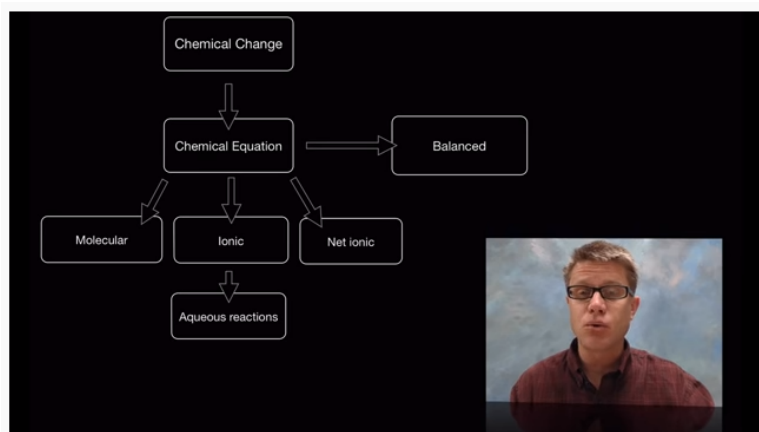 Chemical Change
Chemical Equation
Balanced
Molecular
Ionic
Net ionic
Aqueous reactions